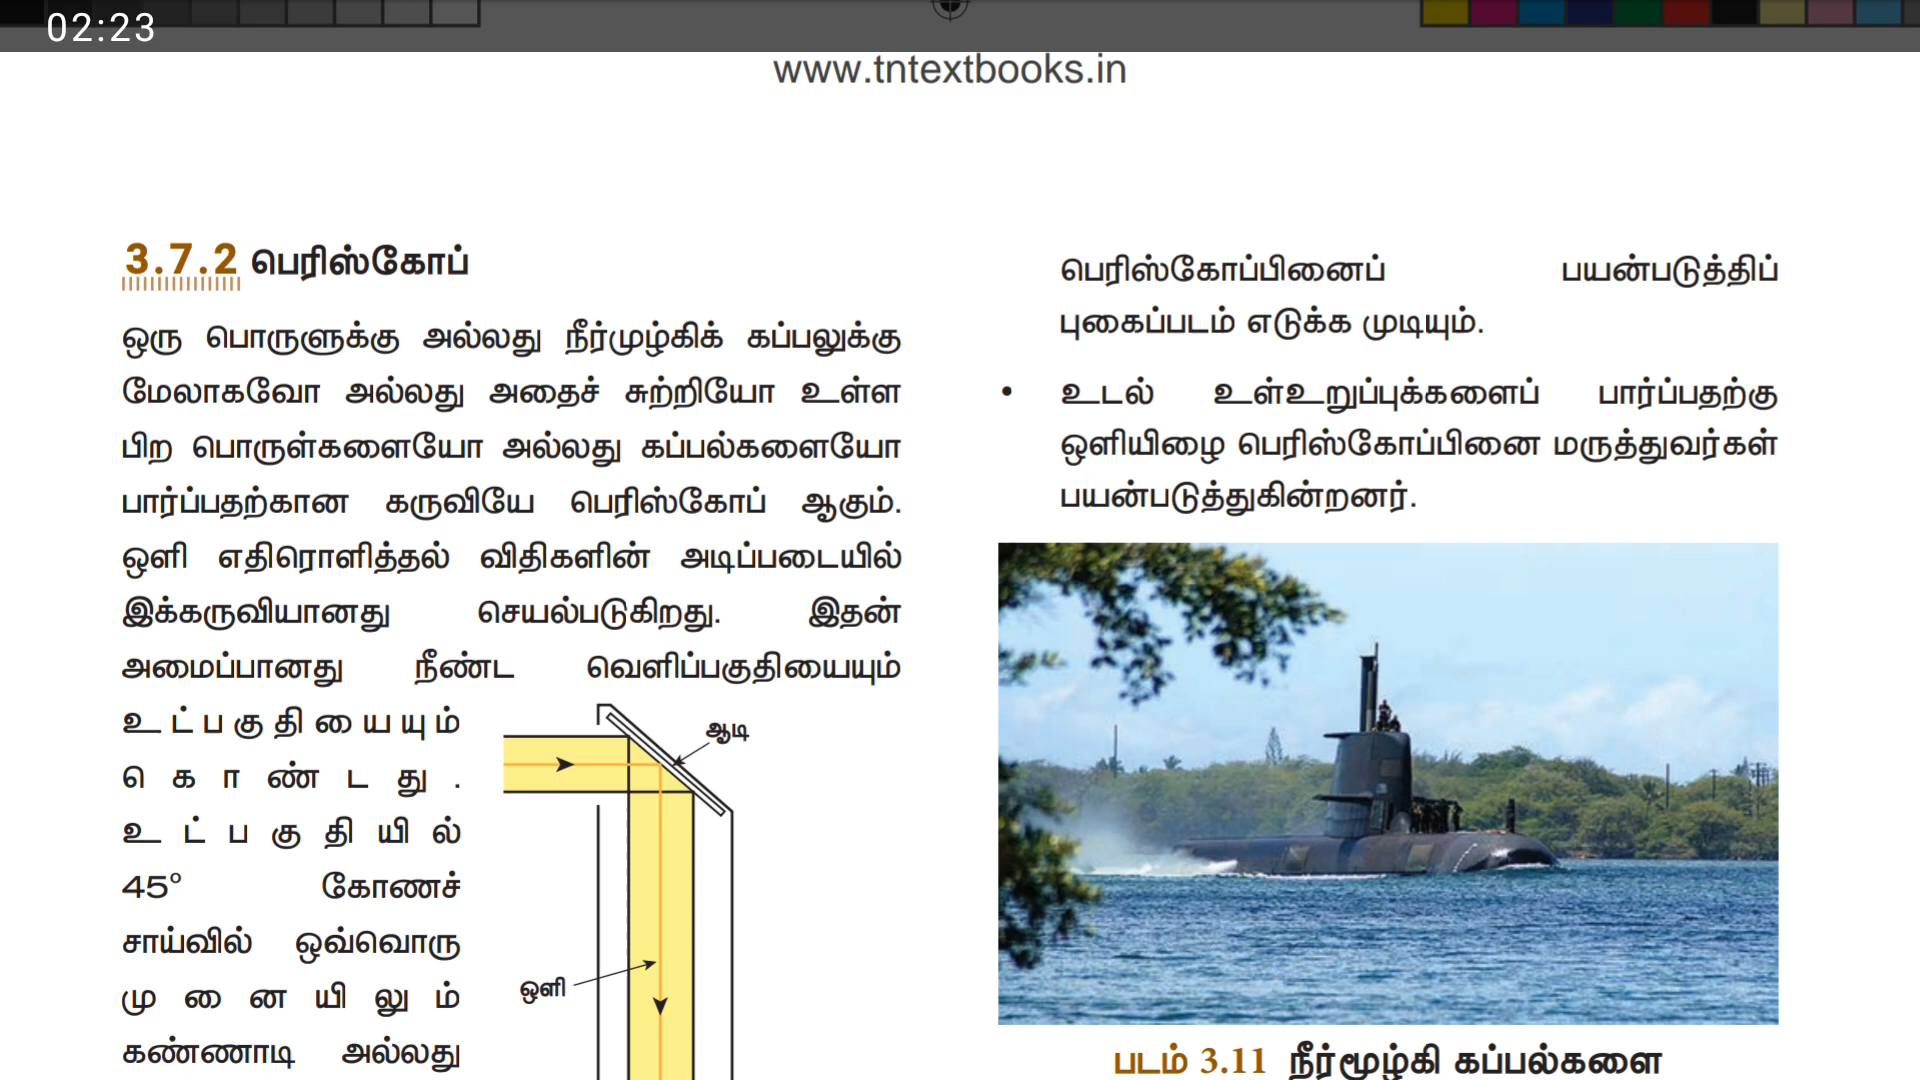 02:23
www.tntextbooks.in
3.7.2 பெரிஸ்கோப்
ஒரு பொருளுக்கு அல்லது நீர்முழ்கிக் கப்பலுக்கு
மேலாகவோ அல்லது அதைச் சுற்றியோ உள்ள
பிற பொருள்களையோ அல்லது கப்பல்களையோ
பார்ப்பதற்கான கருவியே பெரிஸ்கோப் ஆகும்.
ஒளி எதிரொளித்தல் விதிகளின் அடிப்படையில்
இக்கருவியானது செயல்படுகிறது. இதன்
அமைப்பானது நீண்ட வெளிப்பகுதியையும்
உட்பகுதியையும்
கொண்டது.
உட்பகுதியில்
45° கோணச்
சாய்வில் ஒவ்வொரு
முனையிலும்
கண்ணாடி அல்லது
ஆடி
ஒளி
பெரிஸ்கோப்பினைப் பயன்படுத்திப்
புகைப்படம் எடுக்க முடியும்.
• உடல் உள்உறுப்புக்களைப் பார்ப்பதற்கு
ஒளியிழை பெரிஸ்கோப்பினை மருத்துவர்கள்
பயன்படுத்துகின்றனர்.
படம் 3.11 நீர்மூழ்கி கப்பல்களை